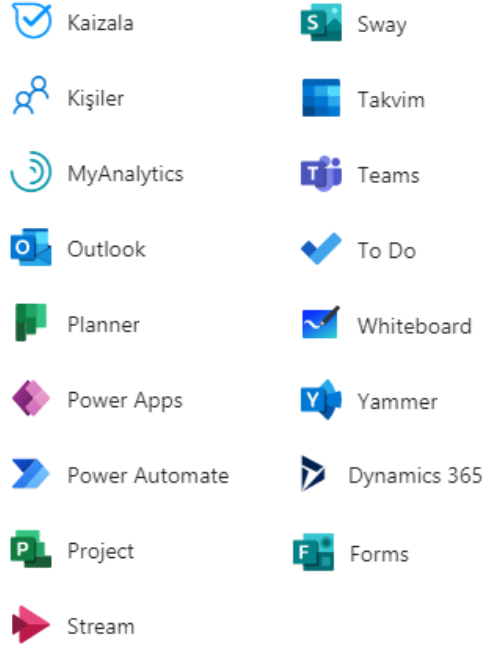 Kaizala
Kişiler
MyAnalytics
Outlook
Planner
Power Apps
Power Automate
Project
Stream
Sway
Takvim
Teams
To Do
Whiteboard
Yammer
Dynamics 365
Forms